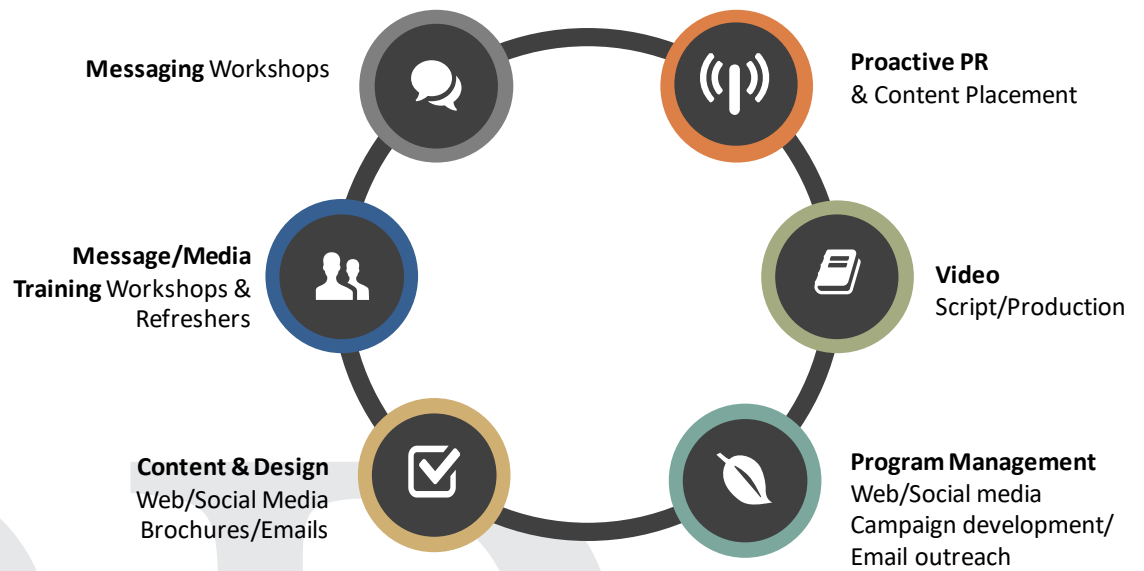 Messaging Workshops
Proactive PR
& Content Placement
Message/Media
Training Workshops &
Refreshers
Video
Script/Production
Content & Design
Web/Social Media
Brochures/Emails
Program Management
Web/Social media
Campaign development/
Email outreach